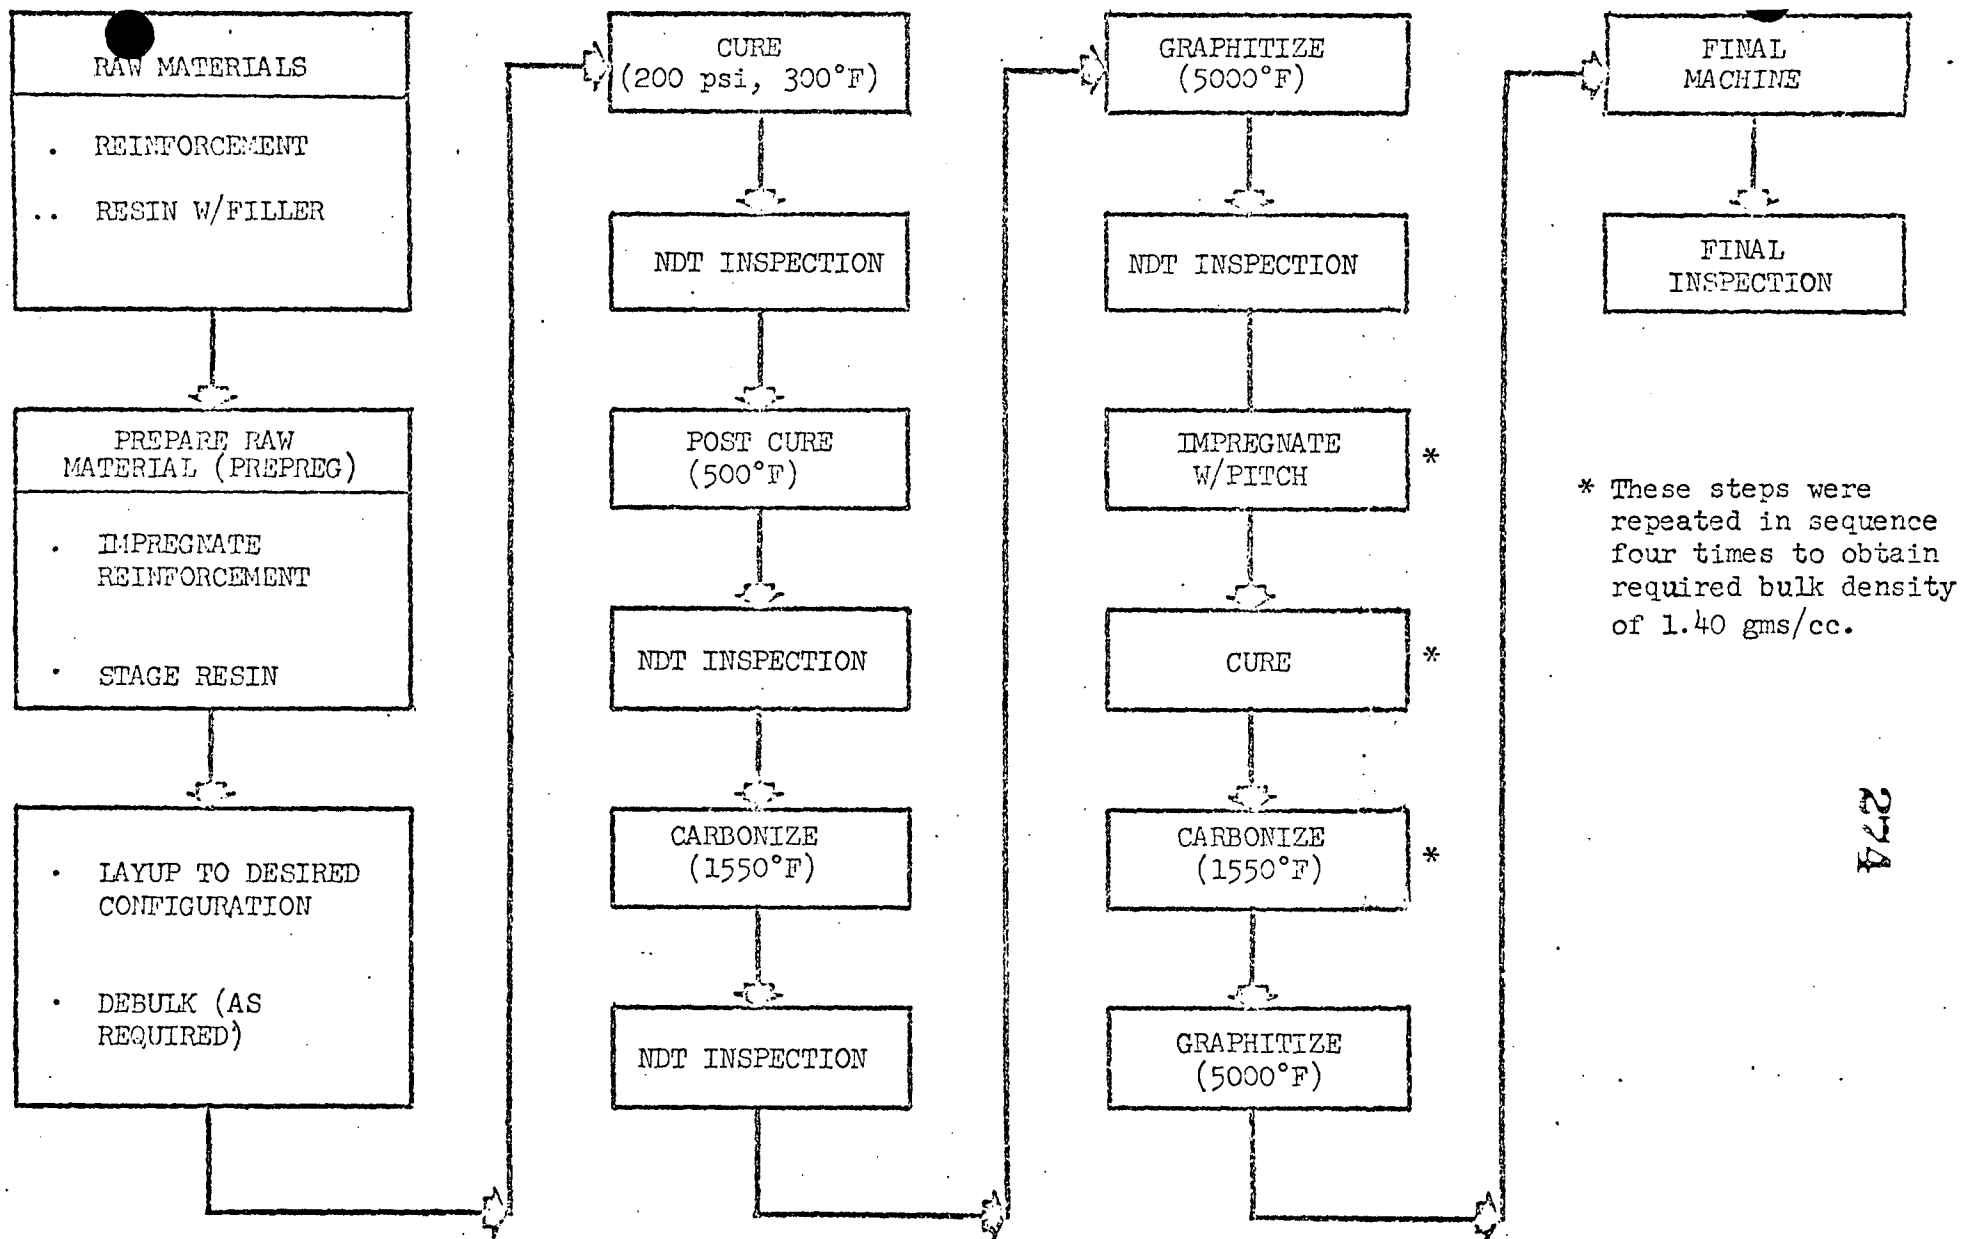 RAW MATERIALS
. REINFORCEMENT
.. RESIN W/FILLER
PREPARE RAW
MATERIAL (PREPREG)
. IMPREGNATE
REINFORCEMENT
. STAGE RESIN
. LAYUP TO DESIRED
CONFIGURATION
. DEBULK (AS
REQUIRED)
CURE
(200 psi, 300°F)
NDT INSPECTION
POST CURE
(500°F)
NDT INSPECTION
CARBONIZE
(1550°F)
NDT INSPECTION
GRAPHITIZE
(5000°F)
NDT INSPECTION
IMPREGNATE
W/PITCH *
CURE *
CARBONIZE
(1550°F) *
GRAPHITIZE
(5000°F)
FINAL
MACHINE
FINAL
INSPECTION
* These steps were
repeated in sequence
four times to obtain
required bulk density
of 1.40 gms/cc.
274